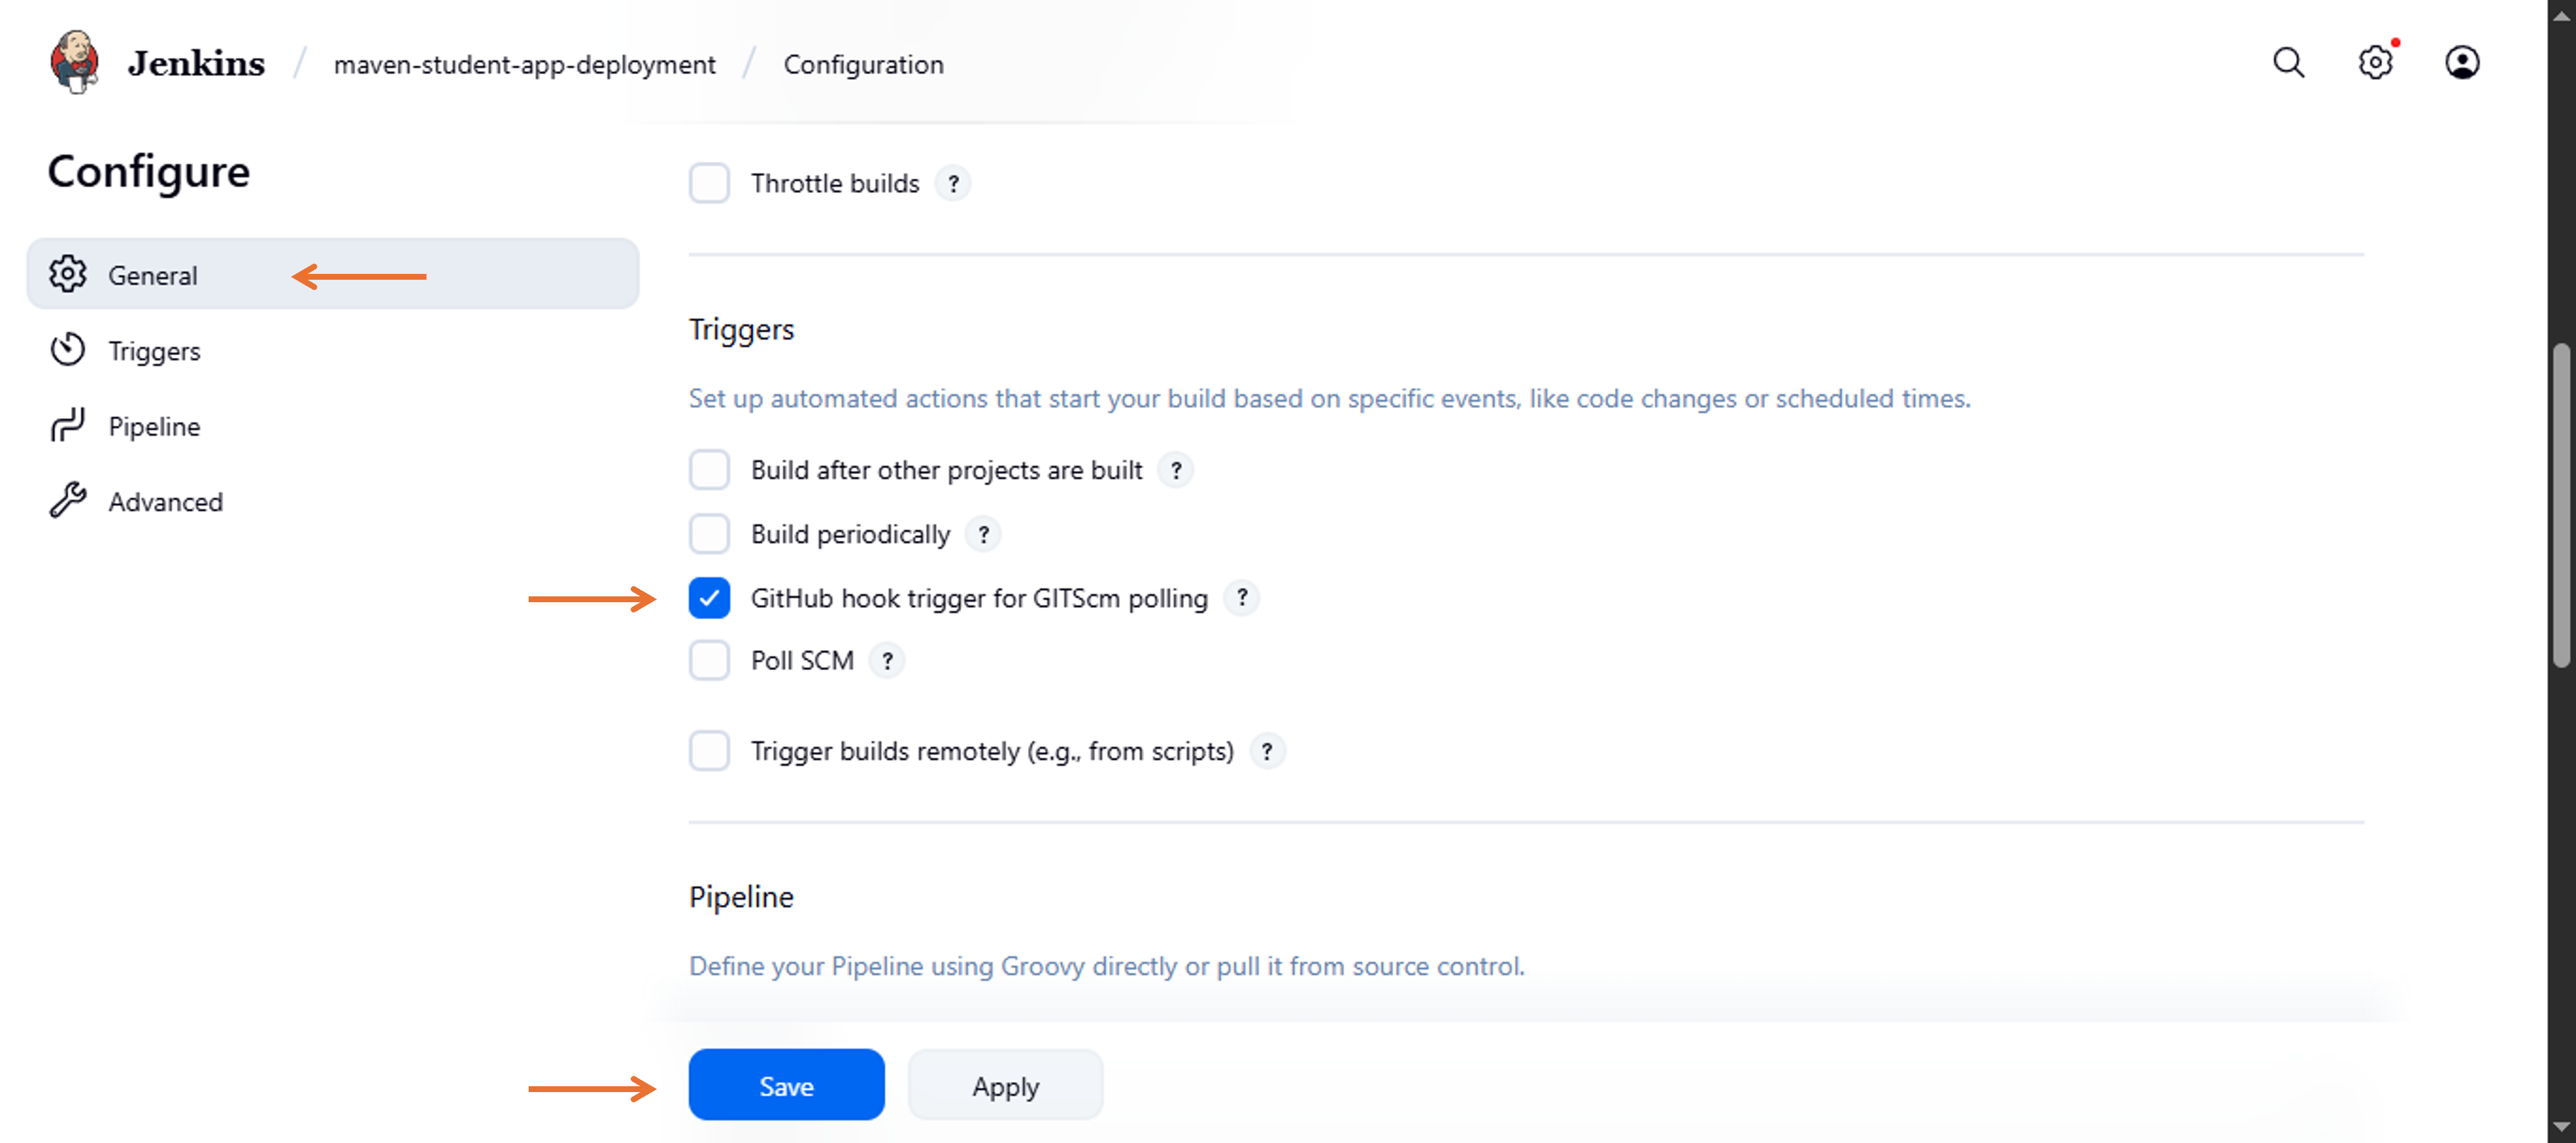 Jenkins / maven-student-app-deployment / Configuration
Configure
General
Triggers
Pipeline
Advanced
Throttle builds ?
Triggers
Set up automated actions that start your build based on specific events, like code changes or scheduled times.
Build after other projects are built ?
Build periodically ?
GitHub hook trigger for GITScm polling ?
Poll SCM ?
Trigger builds remotely (e.g., from scripts) ?
Pipeline
Define your Pipeline using Groovy directly or pull it from source control.
Save Apply